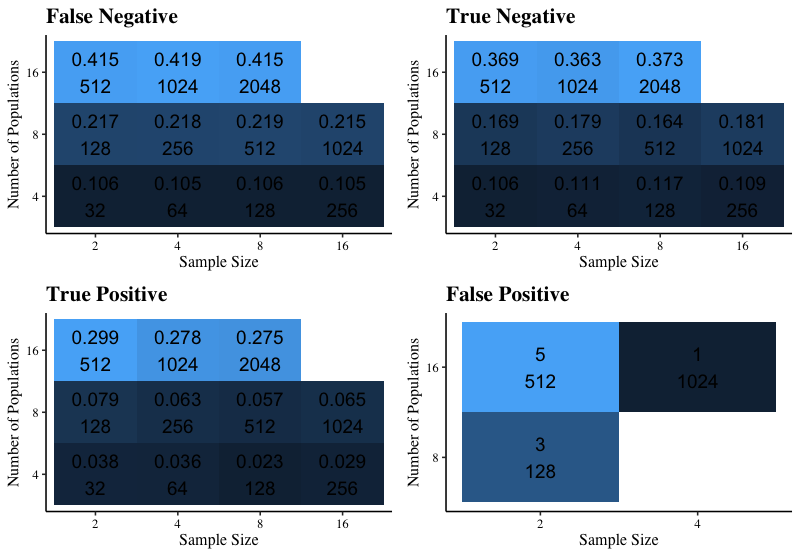 False Negative
Number of Populations
16
0.415 0.419 0.415
512 1024 2048
8
0.217 0.218 0.219 0.215
128 256 512 1024
4
0.106 0.105 0.106 0.105
32 64 128 256
2 4 8 16
Sample Size
True Negative
Number of Populations
16
0.369 0.363 0.373
512 1024 2048
8
0.169 0.179 0.164 0.181
128 256 512 1024
4
0.106 0.111 0.117 0.109
32 64 128 256
2 4 8 16
Sample Size
True Positive
Number of Populations
16
0.299 0.278 0.275
512 1024 2048
8
0.079 0.063 0.057 0.065
128 256 512 1024
4
0.038 0.036 0.023 0.029
32 64 128 256
2 4 8 16
Sample Size
False Positive
Number of Populations
16
5 1
512 1024
8
3
128
2 4
Sample Size